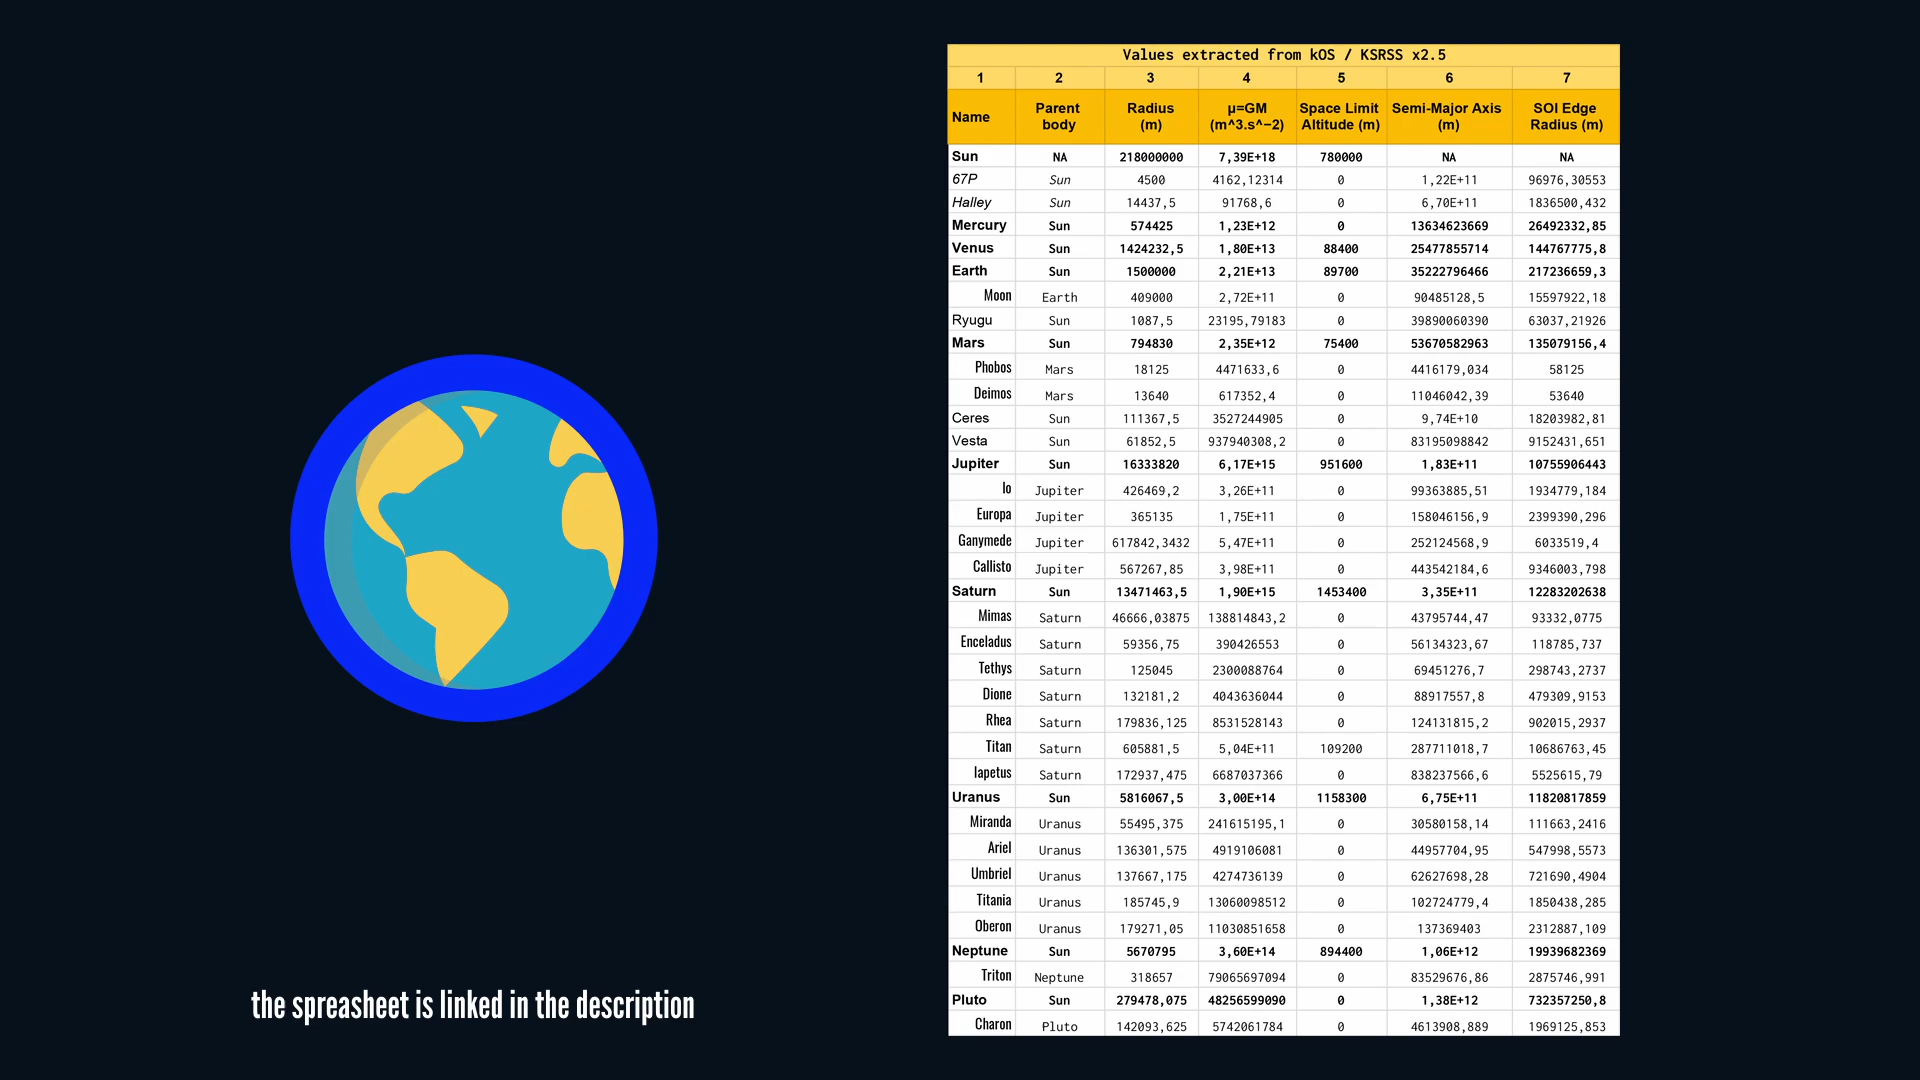 Values extracted from kOS / KSRSS x2.5
1 2 3 4 5 6 7
Name Parent body Radius (m) μ=GM (m^3.s^−2) Space Limit Altitude (m) Semi-Major Axis (m) SOI Edge Radius (m)
Sun NA 218000000 7,39E+18 780000 NA NA
67P Sun 4500 4162,12314 0 1,22E+11 96976,30553
Halley Sun 14437,5 91768,6 0 6,70E+11 1836500,432
Mercury Sun 574425 1,23E+12 0 13634623669 26492332,85
Venus Sun 1424232,5 1,80E+13 88400 25477855714 144767775,8
Earth Sun 1500000 2,21E+13 89700 35222796466 217236659,3
Moon Earth 409000 2,72E+11 0 90485128,5 15597922,18
Ryugu Sun 1087,5 23195,79183 0 39890060390 63037,21926
Mars Sun 794830 2,35E+12 75400 53670582963 135079156,4
Phobos Mars 18125 4471633,6 0 4416179,034 58125
Deimos Mars 13640 617352,4 0 11046042,39 53640
Ceres Sun 111367,5 3527244905 0 9,74E+10 18203982,81
Vesta Sun 61852,5 937940308,2 0 83195098842 9152431,651
Jupiter Sun 16333820 6,17E+15 951600 1,83E+11 10755906443
Io Jupiter 426469,2 3,26E+11 0 99363885,51 1934779,184
Europa Jupiter 365135 1,75E+11 0 158046156,9 2399390,296
Ganymede Jupiter 617842,3432 5,47E+11 0 252124568,9 6033519,4
Callisto Jupiter 567267,85 3,98E+11 0 443542184,6 9346003,798
Saturn Sun 13471463,5 1,90E+15 1453400 3,35E+11 12283202638
Mimas Saturn 46666,03875 138814843,2 0 43795744,47 93332,0775
Enceladus Saturn 59356,75 390426553 0 56134323,67 118785,737
Tethys Saturn 125045 2300088764 0 69451276,7 298743,2737
Dione Saturn 132181,2 4043636044 0 88917557,8 479309,9153
Rhea Saturn 179836,125 8531528143 0 124131815,2 902015,2937
Titan Saturn 605881,5 5,04E+11 109200 287711018,7 10686763,45
Iapetus Saturn 172937,475 6687037366 0 838237566,6 5525615,79
Uranus Sun 5816067,5 3,00E+14 1158300 6,75E+11 11820817859
Miranda Uranus 55495,375 241615195,1 0 30580158,14 111663,2416
Ariel Uranus 136301,575 4919106081 0 44957704,95 547998,5573
Umbriel Uranus 137667,175 4274736139 0 62627698,28 721690,4904
Titania Uranus 185745,9 13060098512 0 102724779,4 1850438,285
Oberon Uranus 179271,05 11030851658 0 137369403 2312887,109
Neptune Sun 5670795 3,60E+14 894400 1,06E+12 19939682369
Triton Neptune 318657 79065697094 0 83529676,86 2875746,991
Pluto Sun 279478,075 48256599090 0 1,38E+12 732357250,8
Charon Pluto 142093,625 5742061784 0 4613908,889 1969125,853
the spreasheet is linked in the description